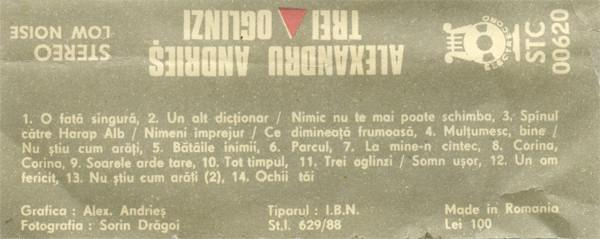 STEREO
LOW NOISE
ALEXANDRU ANDRIEȘ
TREI OGLINZI
ELECTRECORD
STC
00620
1. O fată singură, 2. Un alt dicționar / Nimic nu te mai poate schimba, 3. Spinul
către Harap Alb / Nimeni împrejur / Ce dimineață frumoasă, 4. Mulțumesc, bine /
Nu știu cum arăți, 5. Bătăile inimii, 6. Parcul, 7. La mine-n cîntec, 8. Corina,
Corina, 9. Soarele arde tare, 10. Tot timpul, 11. Trei oglinzi / Somn ușor, 12. Un om
fericit, 13. Nu știu cum arăți (2), 14. Ochii tăi
Grafica : Alex. Andrieș
Fotografia : Sorin Drăgoi
Tiparul : I.B.N.
St.I. 629/88
Made in Romania
Lei 100